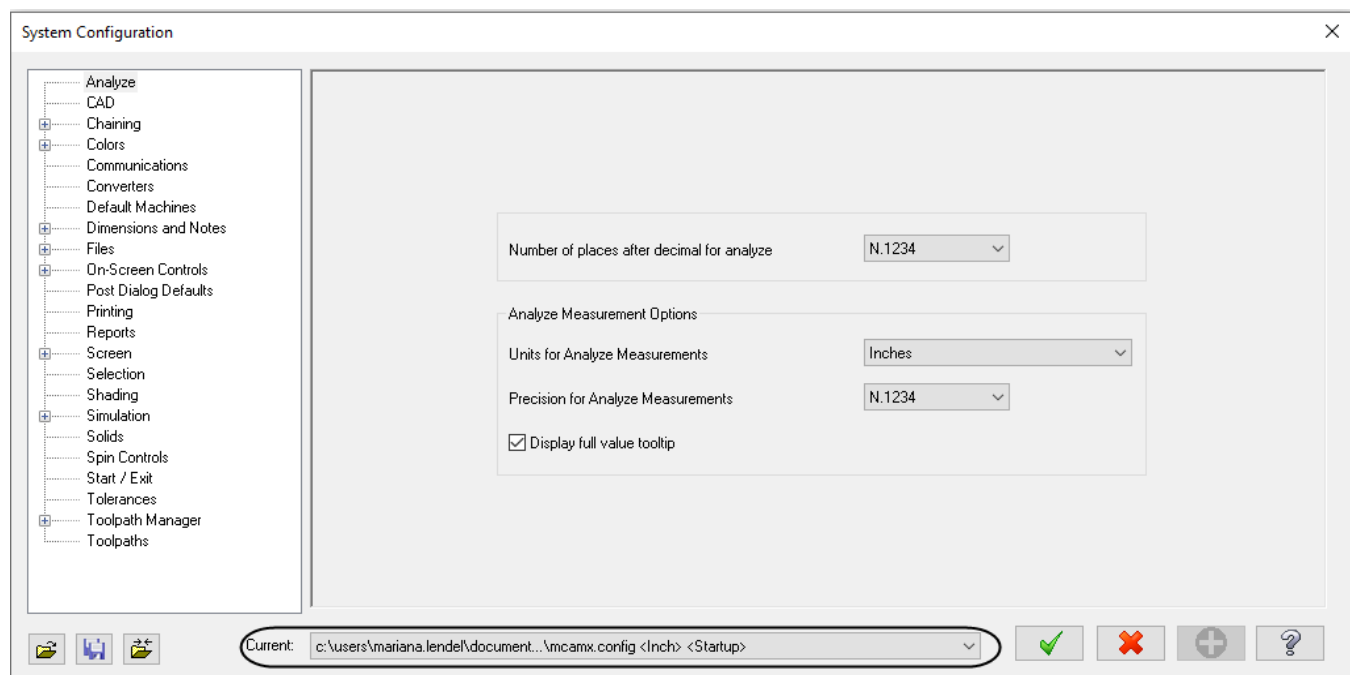 System Configuration
Analyze
CAD
Chaining
Colors
Communications
Converters
Default Machines
Dimensions and Notes
Files
On-Screen Controls
Post Dialog Defaults
Printing
Reports
Screen
Selection
Shading
Simulation
Solids
Spin Controls
Start / Exit
Tolerances
Toolpath Manager
Toolpaths
Number of places after decimal for analyze N.1234
Analyze Measurement Options
Units for Analyze Measurements Inches
Precision for Analyze Measurements N.1234
Display full value tooltip
Current: c:\users\mariana.lendel\document...\mcamx.config <Inch> <Startup>